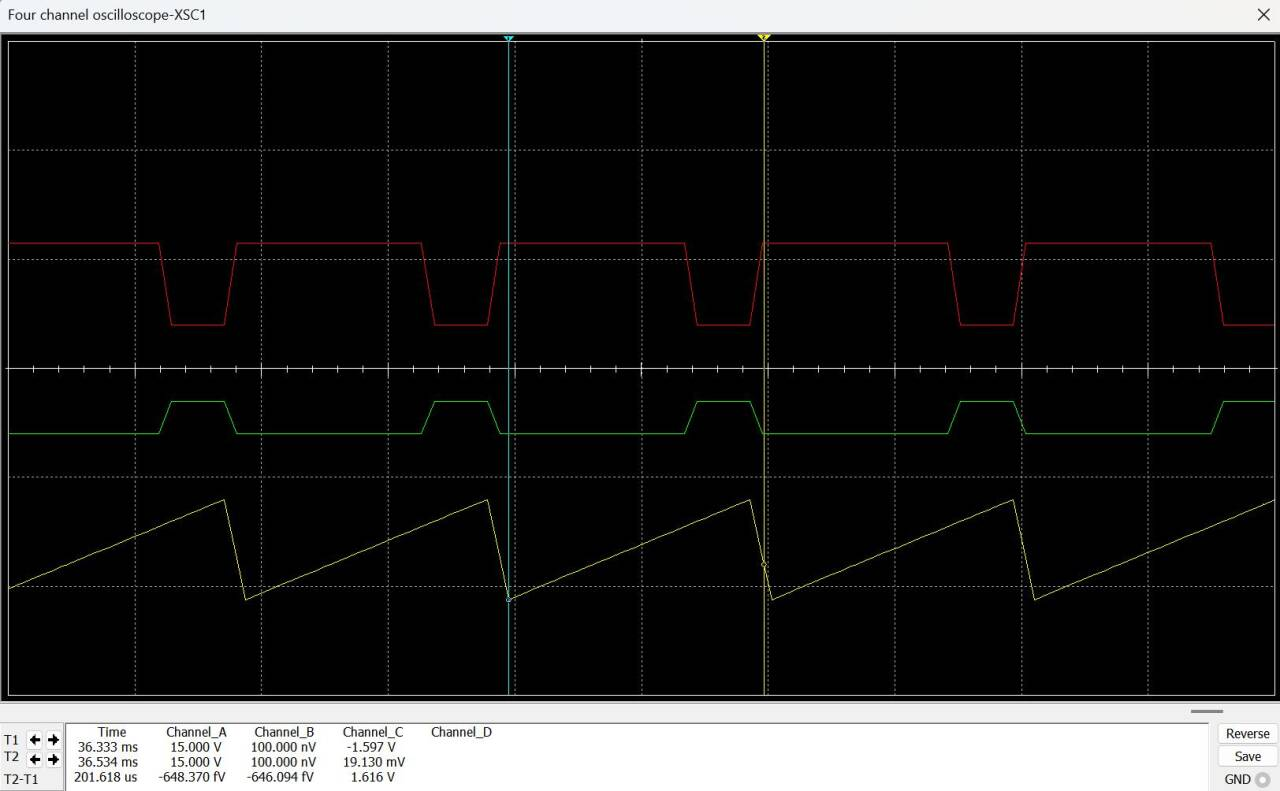 Four channel oscilloscope-XSC1
1
2
Time Channel_A Channel_B Channel_C Channel_D
T1 36.333 ms 15.000 V 100.000 nV -1.597 V
T2 36.534 ms 15.000 V 100.000 nV 19.130 mV
T2-T1 201.618 us -648.370 fV -646.094 fV 1.616 V
Reverse
Save
GND